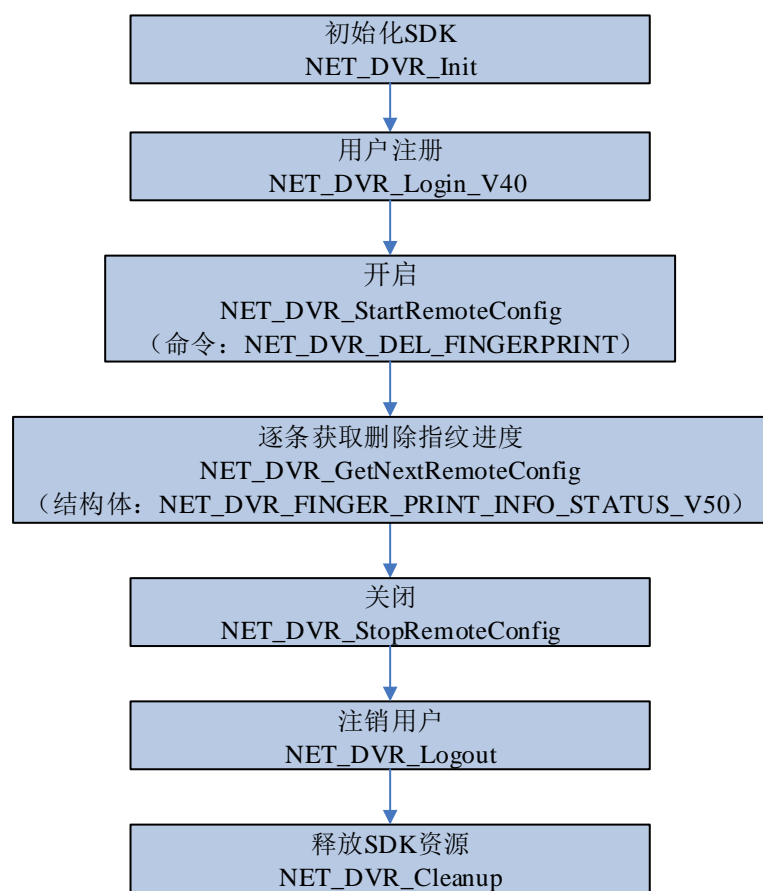 初始化SDK
NET_DVR_Init
用户注册
NET_DVR_Login_V40
开启
NET_DVR_StartRemoteConfig
（命令：NET_DVR_DEL_FINGERPRINT）
逐条获取删除指纹进度
NET_DVR_GetNextRemoteConfig
（结构体：NET_DVR_FINGER_PRINT_INFO_STATUS_V50）
关闭
NET_DVR_StopRemoteConfig
注销用户
NET_DVR_Logout
释放SDK资源
NET_DVR_Cleanup